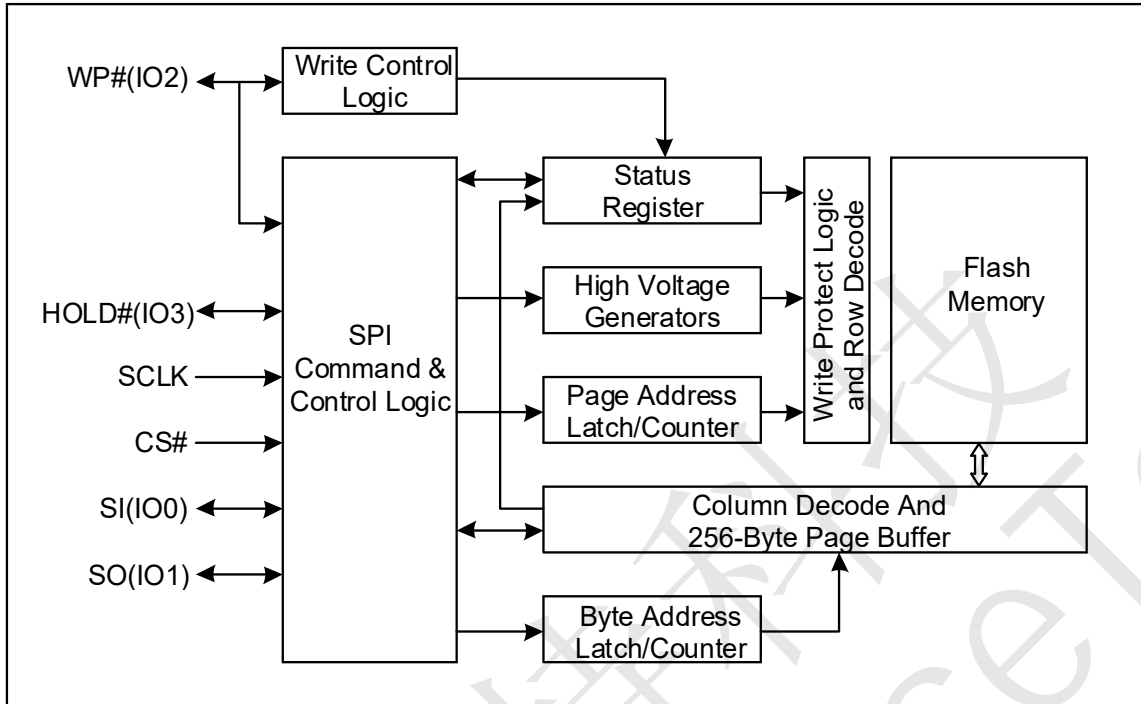 WP#(IO2)
Write Control
Logic
HOLD#(IO3)
SCLK
CS#
SI(IO0)
SO(IO1)
SPI
Command &
Control Logic
Status
Register
High Voltage
Generators
Page Address
Latch/Counter
Write Protect Logic
and Row Decode
Flash
Memory
Column Decode And
256-Byte Page Buffer
Byte Address
Latch/Counter